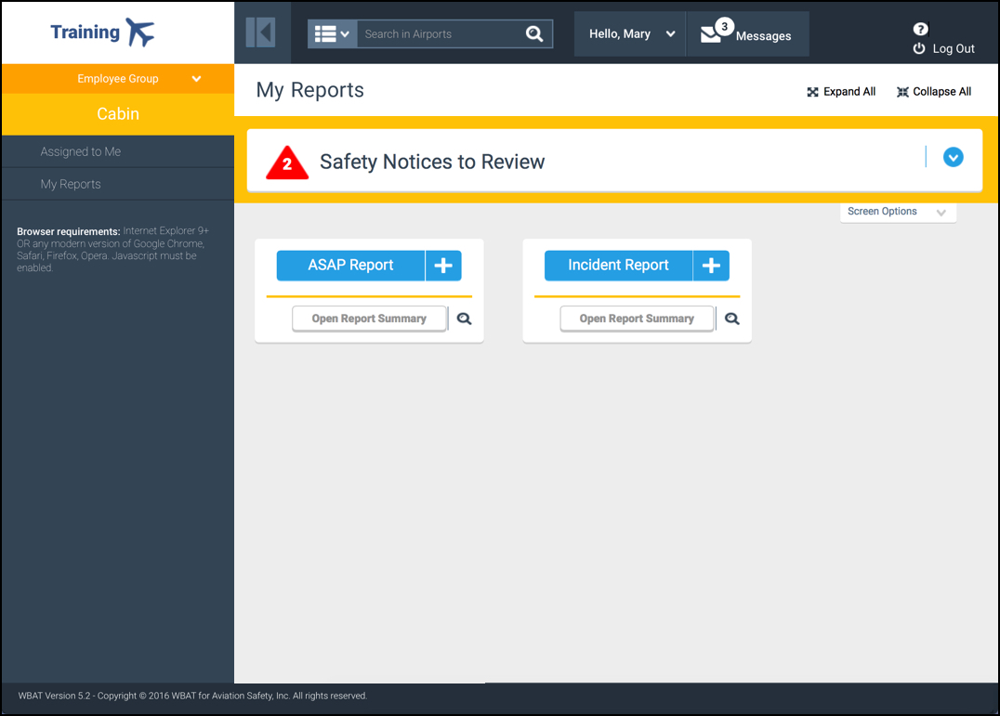 Training
Search in Airports
Hello, Mary
3
Messages
?
Log Out
Employee Group
Cabin
Assigned to Me
My Reports
Browser requirements: Internet Explorer 9+
OR any modern version of Google Chrome,
Safari, Firefox, Opera. Javascript must be
enabled.
My Reports
Expand All
Collapse All
2
Safety Notices to Review
Screen Options
ASAP Report
Open Report Summary
Incident Report
Open Report Summary
WBAT Version 5.2 - Copyright © 2016 WBAT for Aviation Safety, Inc. All rights reserved.